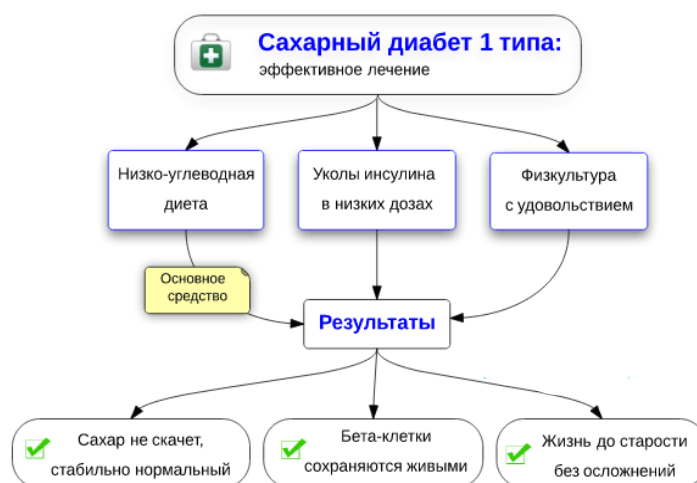 Сахарный диабет 1 типа:
эффективное лечение
Низко-углеводная
диета
Уколы инсулина
в низких дозах
Физкультура
с удовольствием
Основное
средство
Результаты
Сахар не скачет,
стабильно нормальный
Бета-клетки
сохраняются живыми
Жизнь до старости
без осложнений